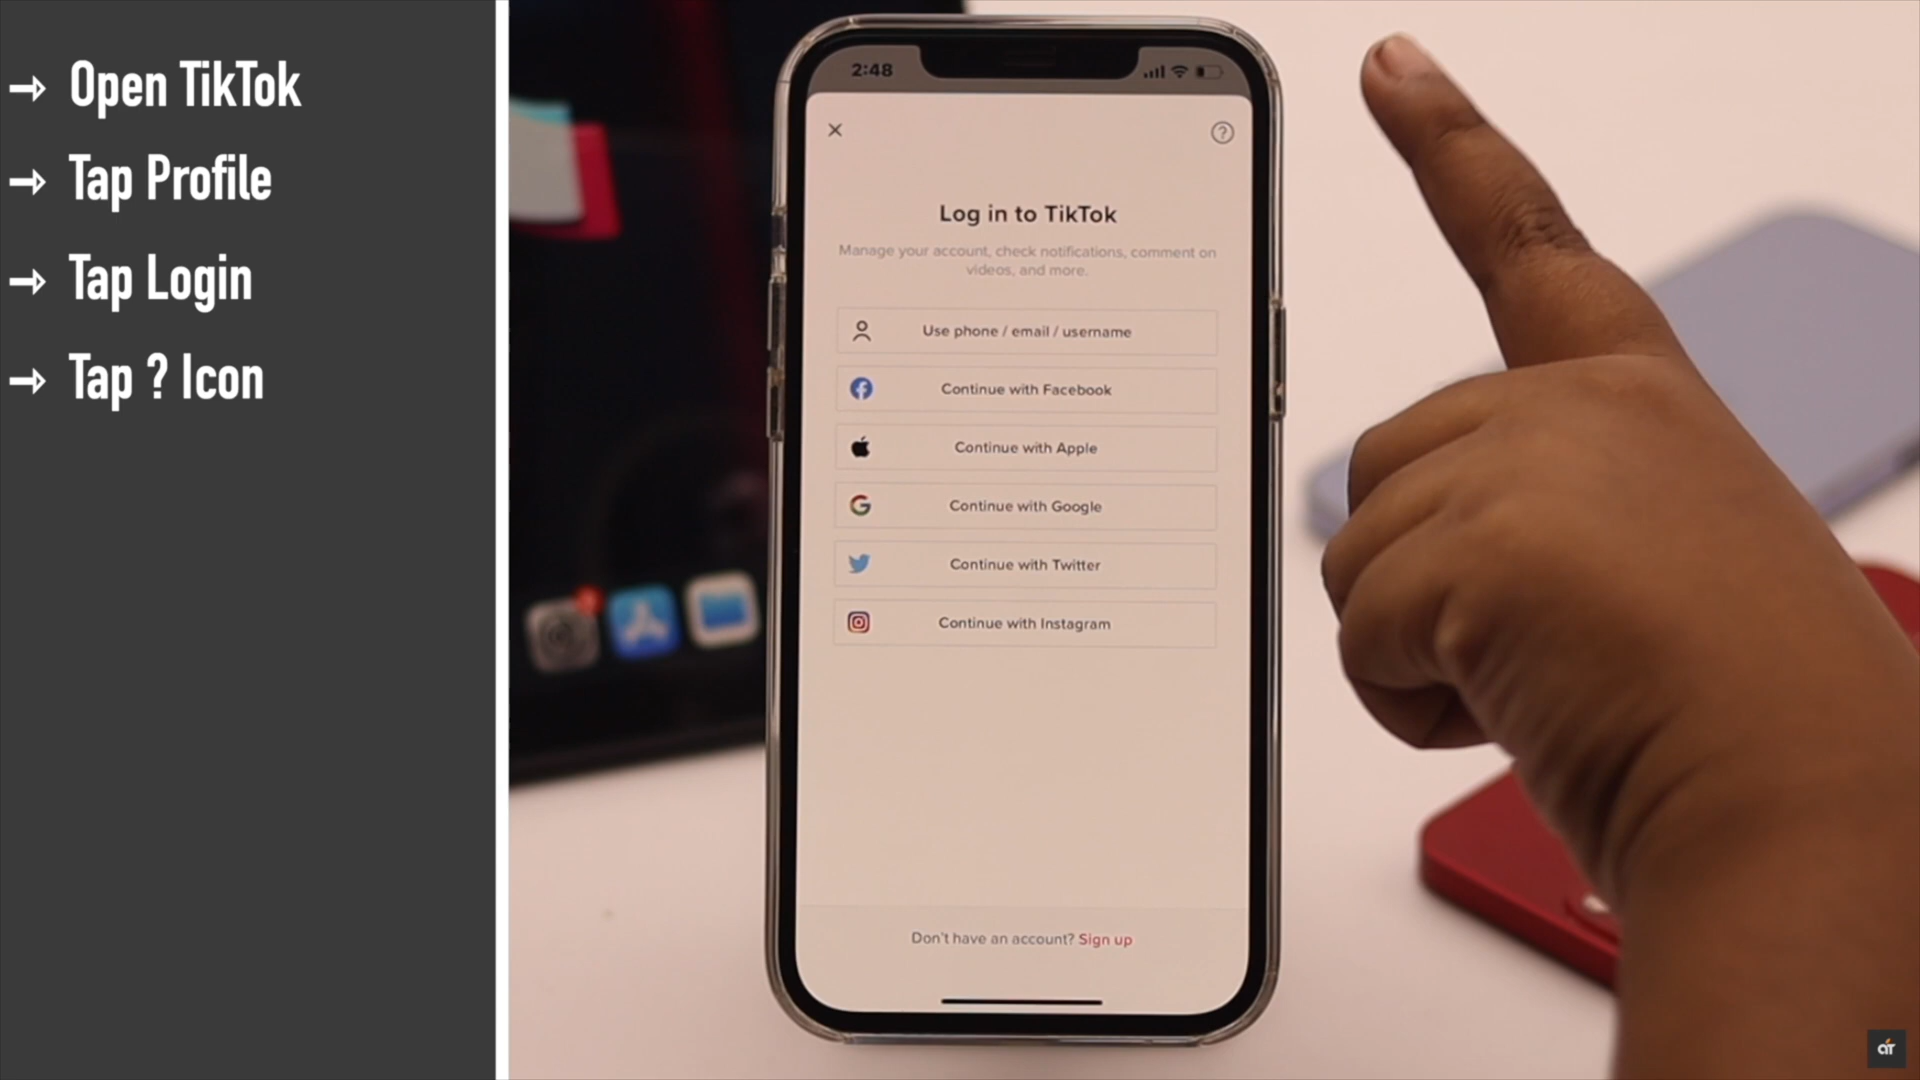 → Open TikTok
→ Tap Profile
→ Tap Login
→ Tap ? Icon
2:48
?
Log in to TikTok
Manage your account, check notifications, comment on
videos, and more.
Use phone / email / username
Continue with Facebook
Continue with Apple
Continue with Google
Continue with Twitter
Continue with Instagram
Don't have an account? Sign up